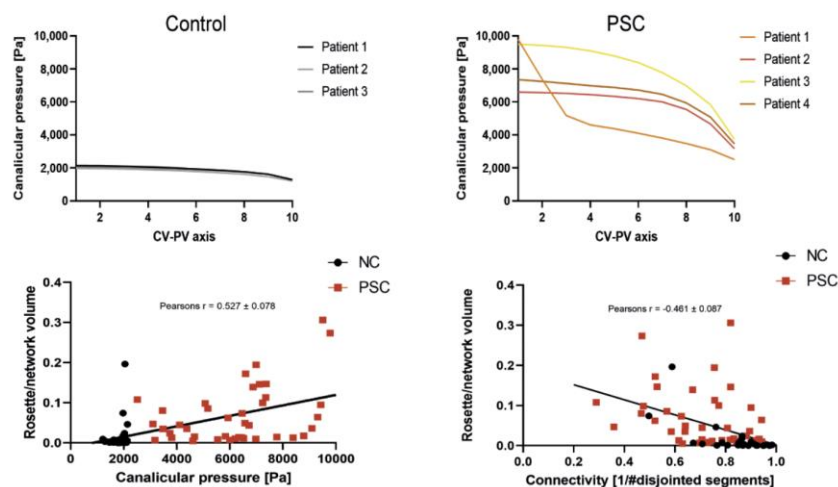 Control
Canalicular pressure [Pa]
10,000
8,000
6,000
4,000
2,000
0
2 4 6 8 10
CV-PV axis
Patient 1
Patient 2
Patient 3
PSC
Canalicular pressure [Pa]
10,000
8,000
6,000
4,000
2,000
0
2 4 6 8 10
CV-PV axis
Patient 1
Patient 2
Patient 3
Patient 4
Rosette/network volume
0.4
0.3
0.2
0.1
0.0
0 2000 4000 6000 8000 10000
Canalicular pressure [Pa]
Pearsons r = 0.527 ± 0.078
NC
PSC
Rosette/network volume
0.4
0.3
0.2
0.1
0.0
0.0 0.2 0.4 0.6 0.8 1.0
Connectivity [1/#disjointed segments]
Pearsons r = -0.461 ± 0.087
NC
PSC